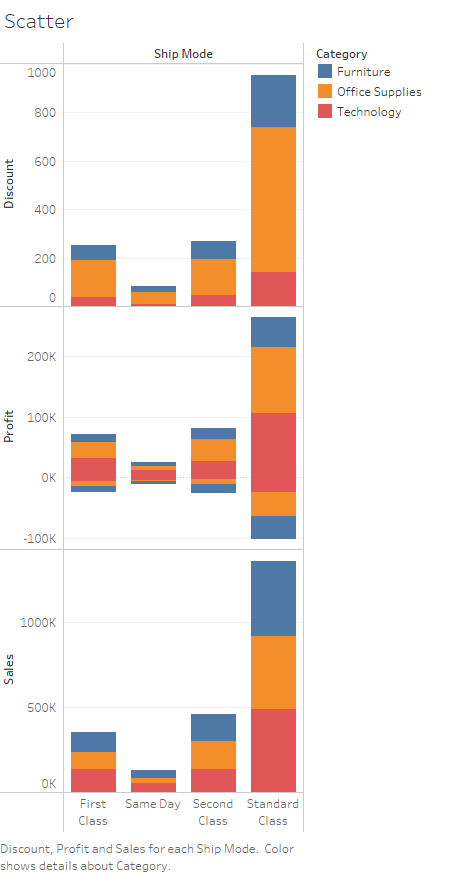 Scatter
Ship Mode
Category
Furniture
Office Supplies
Technology
1000
800
600
400
200
0
Discount
200K
100K
0K
-100K
Profit
1000K
500K
0K
Sales
First Class
Same Day
Second Class
Standard Class
Discount, Profit and Sales for each Ship Mode. Color
shows details about Category.